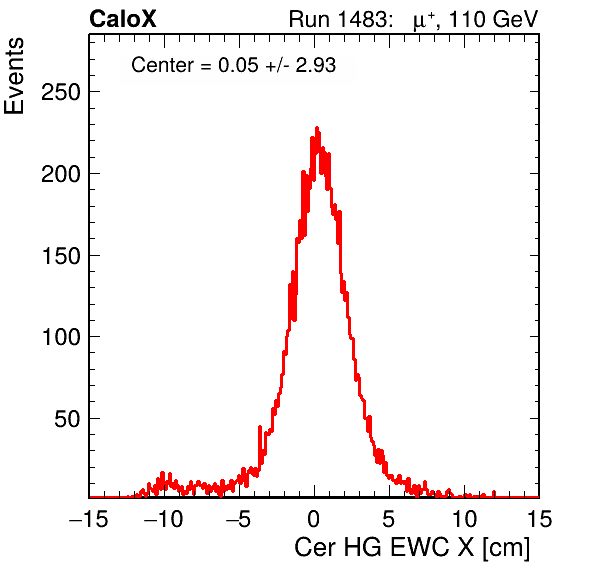 CaloX Run 1483: μ⁺, 110 GeV
Events
Center = 0.05 +/- 2.93
250
200
150
100
50
−15 −10 −5 0 5 10 15
Cer HG EWC X [cm]